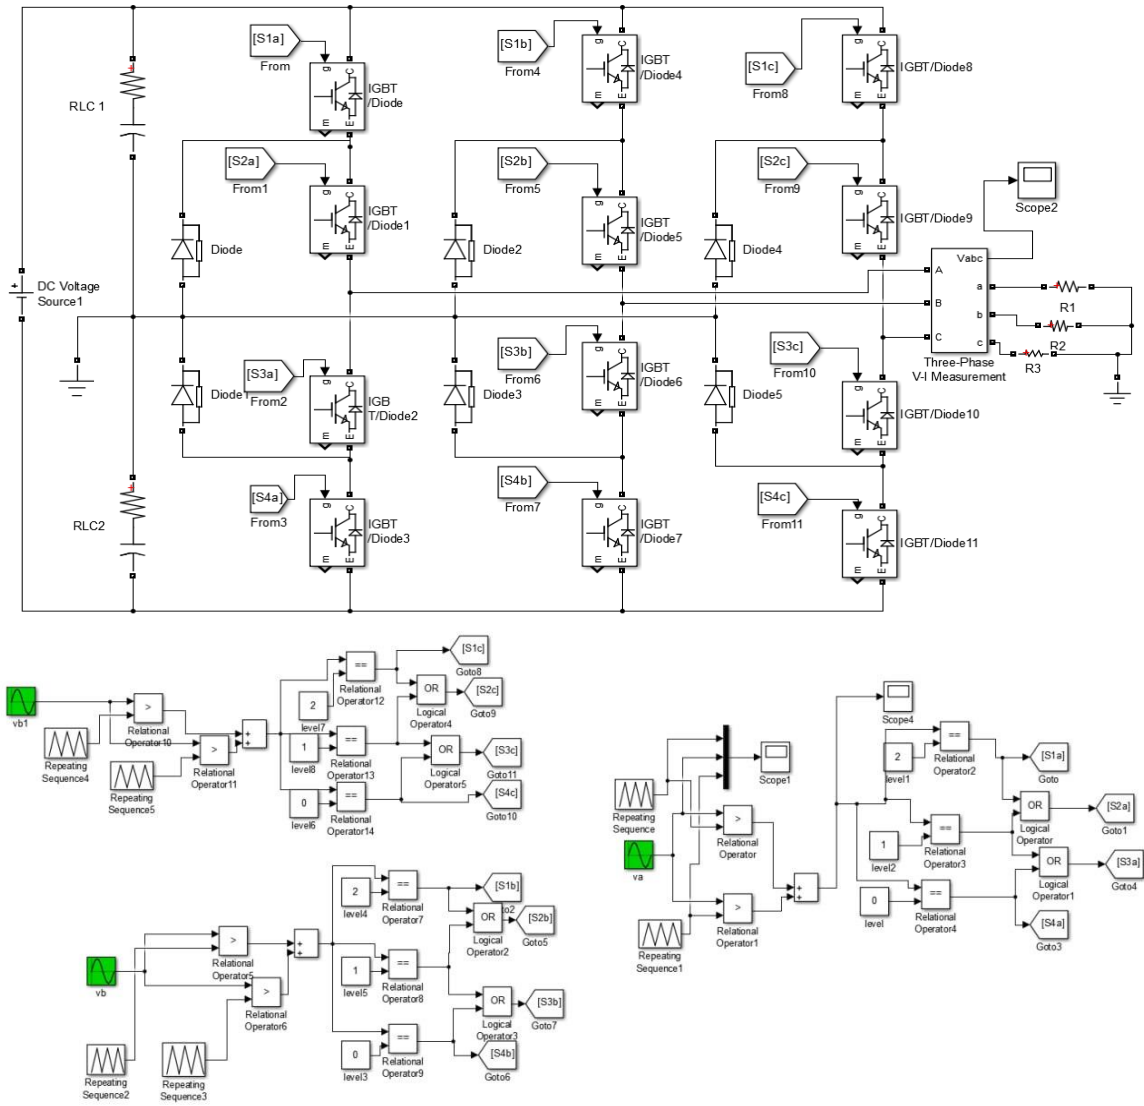 [S1a]
From
g
C
m
E
IGBT
/Diode
[S1b]
From4
g
C
m
E
IGBT
/Diode4
[S1c]
From8
g
C
m
E
IGBT/Diode8
RLC 1
[S2a]
From1
g
C
m
E
IGBT
/Diode1
[S2b]
From5
g
C
m
E
IGBT
/Diode5
[S2c]
From9
g
C
m
E
IGBT/Diode9
Scope2
Diode
Diode2
Diode4
+
DC Voltage
Source1
A
B
C
Vabc
a
b
c
Three-Phase
V-I Measurement
R1
R2
R3
[S3a]
From2
g
C
m
E
IGB
T/Diode2
Diode1
[S3b]
From6
g
C
m
E
IGBT
/Diode6
Diode3
[S3c]
From10
g
C
m
E
IGBT/Diode10
Diode5
RLC2
[S4a]
From3
g
C
m
E
IGBT
/Diode3
[S4b]
From7
g
C
m
E
IGBT
/Diode7
[S4c]
From11
g
C
m
E
IGBT/Diode11
vb1
Repeating
Sequence4
>
Relational
Operator10
Repeating
Sequence5
>
Relational
Operator11
+
+
2
level7
==
Relational
Operator12
1
level8
==
Relational
Operator13
0
level6
==
Relational
Operator14
OR
Logical
Operator4
OR
Logical
Operator5
[S1c]
Goto8
[S2c]
Goto9
[S3c]
Goto11
[S4c]
Goto10
vb
Repeating
Sequence2
Repeating
Sequence3
>
Relational
Operator5
>
Relational
Operator6
+
+
2
level4
==
Relational
Operator7
1
level5
==
Relational
Operator8
0
level3
==
Relational
Operator9
OR
Logical
Operator2
OR
Logical
Operator3
[S1b]
oto2
[S2b]
Goto5
[S3b]
Goto7
[S4b]
Goto6
Scope1
Scope4
Repeating
Sequence
va
Repeating
Sequence1
>
Relational
Operator
>
Relational
Operator1
+
+
2
level1
==
Relational
Operator2
1
level2
==
Relational
Operator3
0
level
==
Relational
Operator4
OR
Logical
Operator
OR
Logical
Operator1
[S1a]
Goto
[S2a]
Goto1
[S3a]
Goto4
[S4a]
Goto3